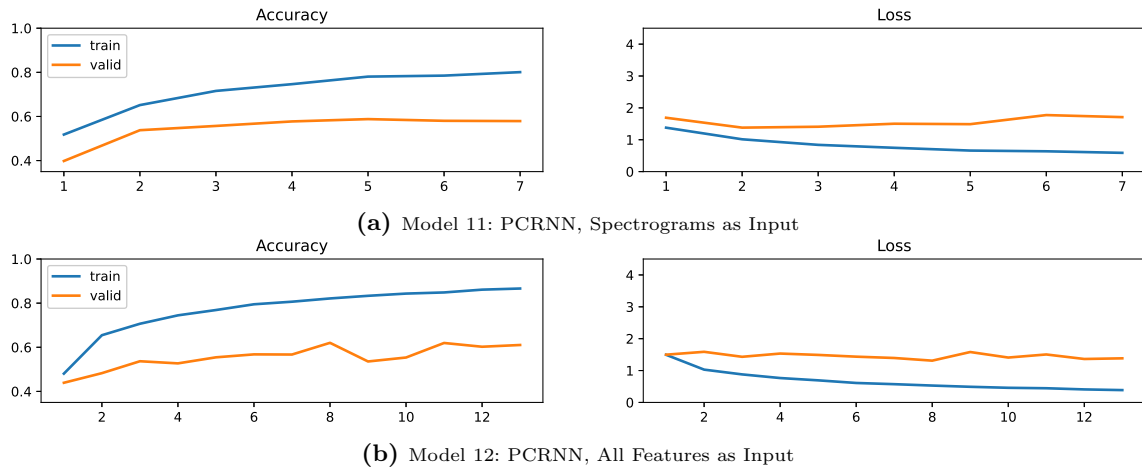 Accuracy
1.0
0.8
0.6
0.4
train
valid
1 2 3 4 5 6 7
Loss
4
3
2
1
0
1 2 3 4 5 6 7
(a) Model 11: PCRNN, Spectrograms as Input
Accuracy
1.0
0.8
0.6
0.4
train
valid
2 4 6 8 10 12
Loss
4
3
2
1
0
2 4 6 8 10 12
(b) Model 12: PCRNN, All Features as Input